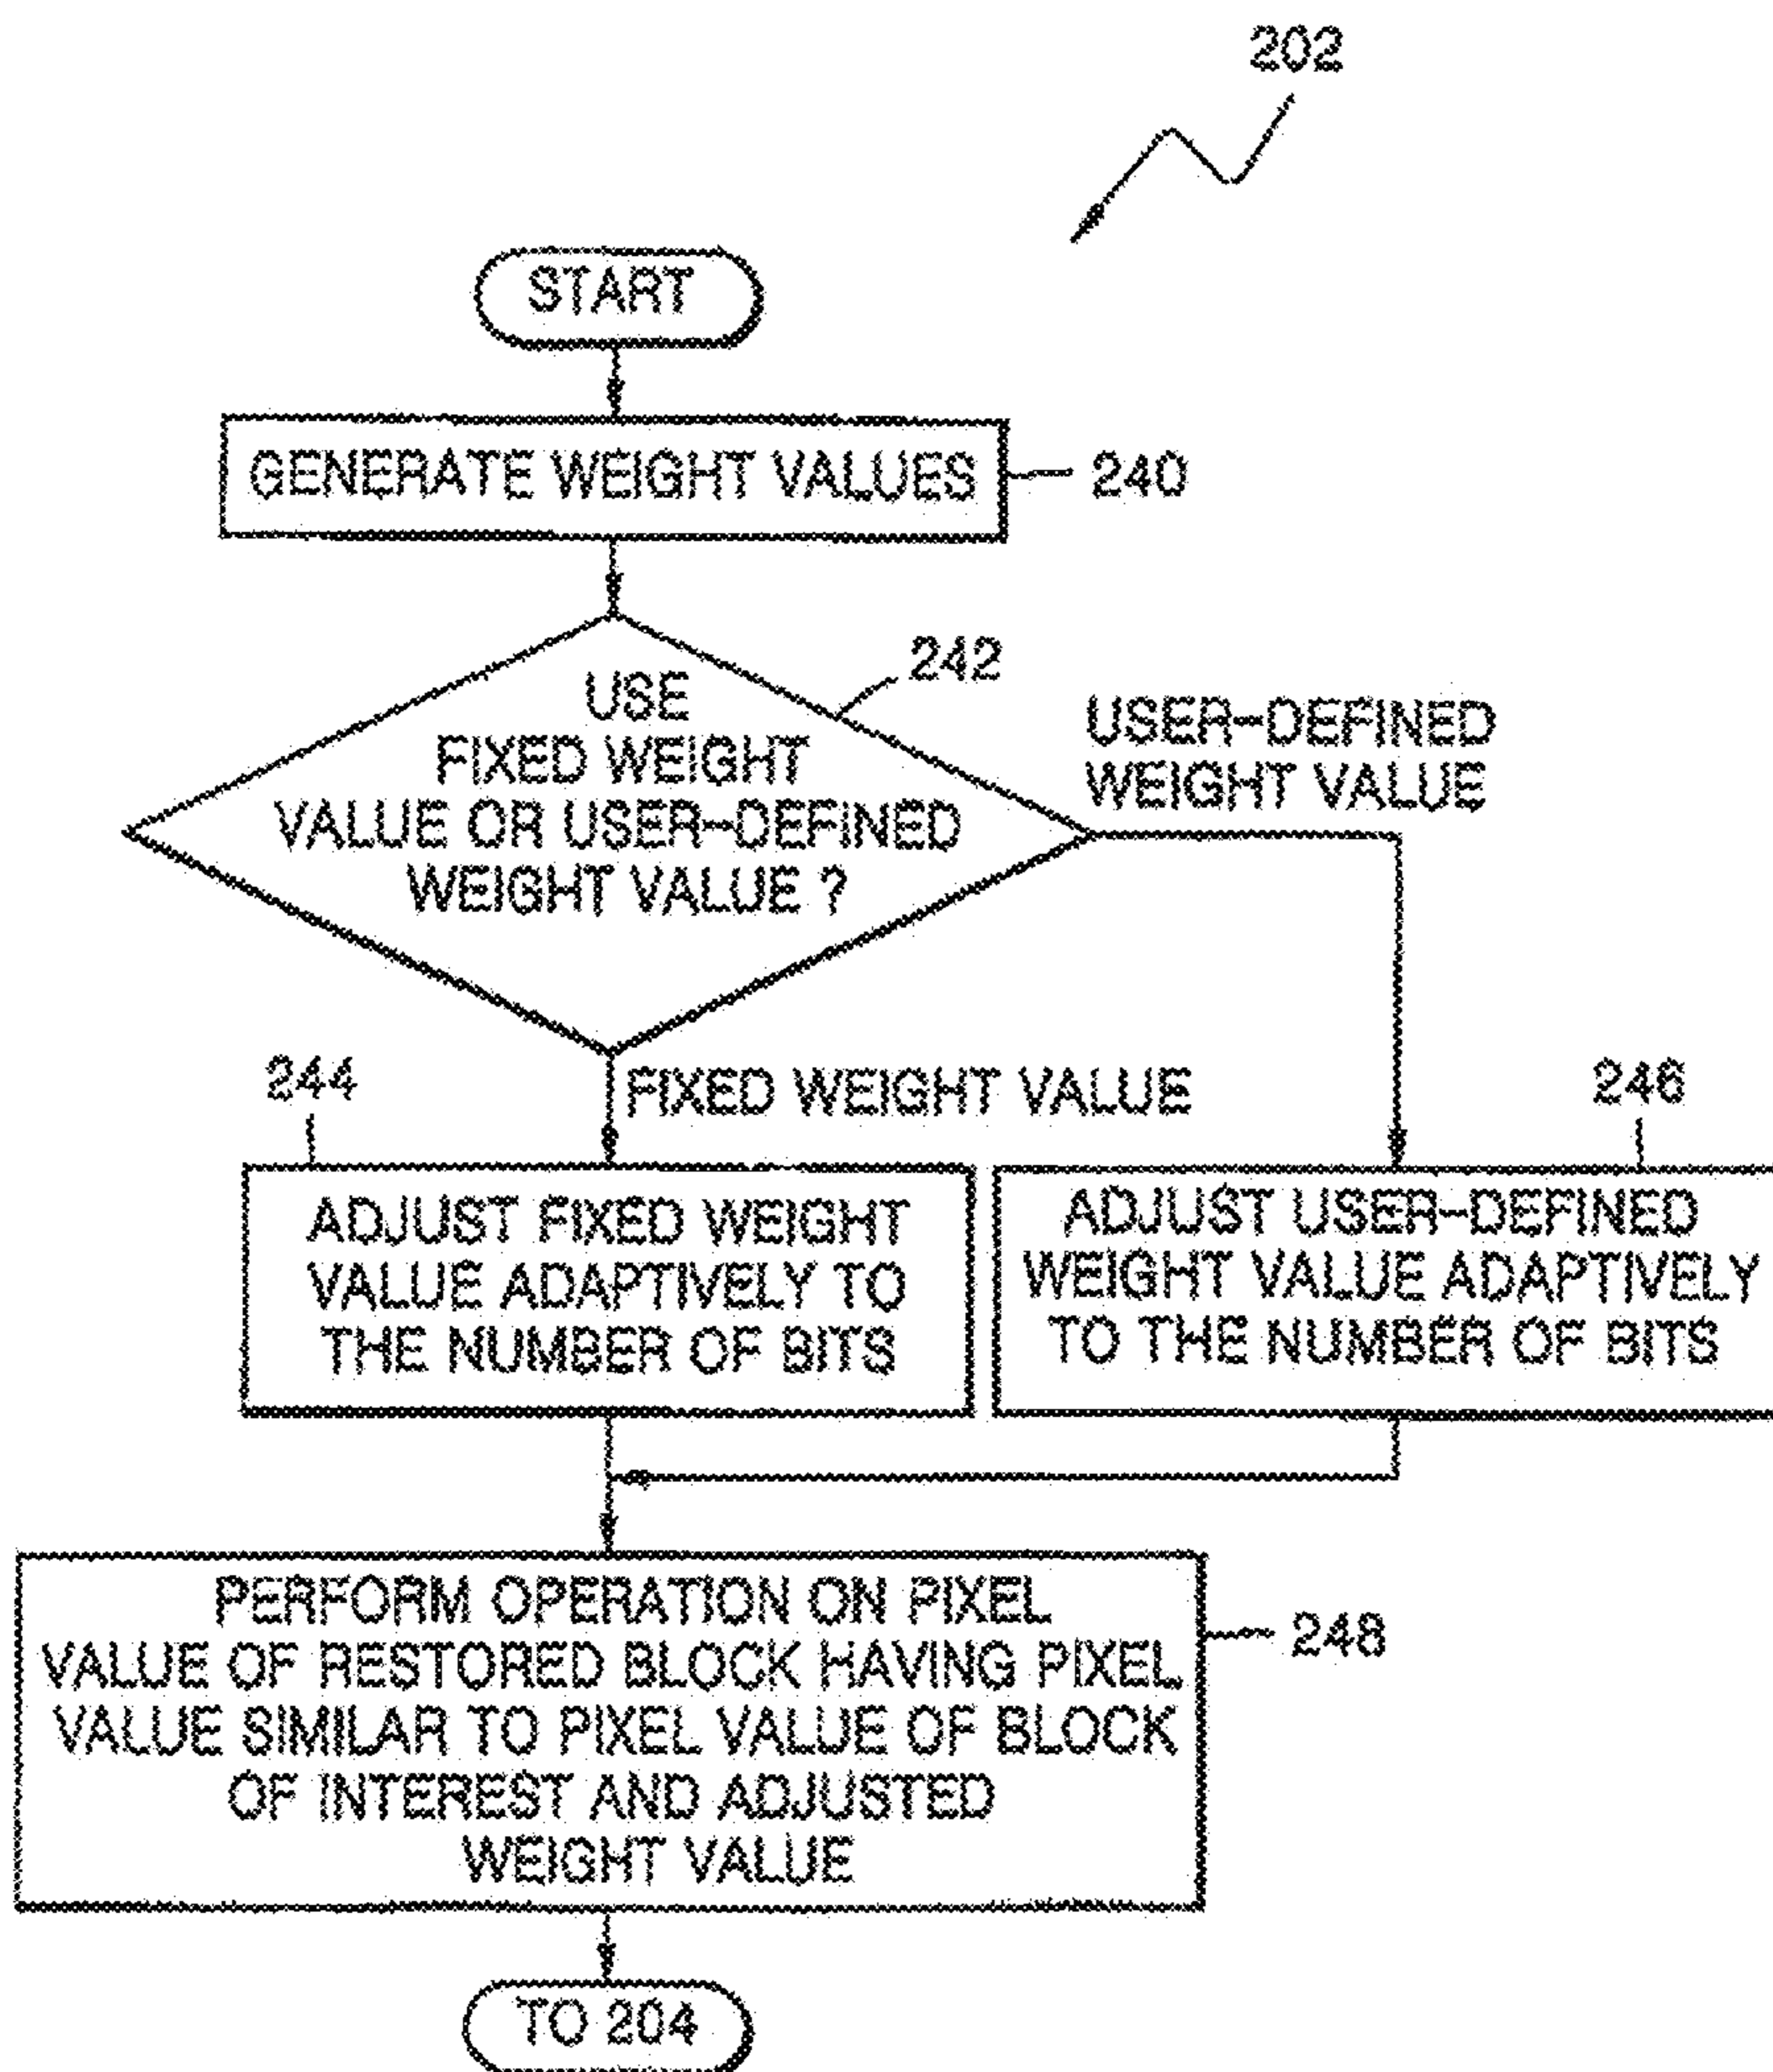 202
START
GENERATE WEIGHT VALUES
240
242
USE
FIXED WEIGHT
VALUE OR USER-DEFINED
WEIGHT VALUE ?
USER-DEFINED
WEIGHT VALUE
244
FIXED WEIGHT VALUE
246
ADJUST FIXED WEIGHT
VALUE ADAPTIVELY TO
THE NUMBER OF BITS
ADJUST USER-DEFINED
WEIGHT VALUE ADAPTIVELY
TO THE NUMBER OF BITS
PERFORM OPERATION ON PIXEL
VALUE OF RESTORED BLOCK HAVING PIXEL
VALUE SIMILAR TO PIXEL VALUE OF BLOCK
OF INTEREST AND ADJUSTED
WEIGHT VALUE
248
TO 204